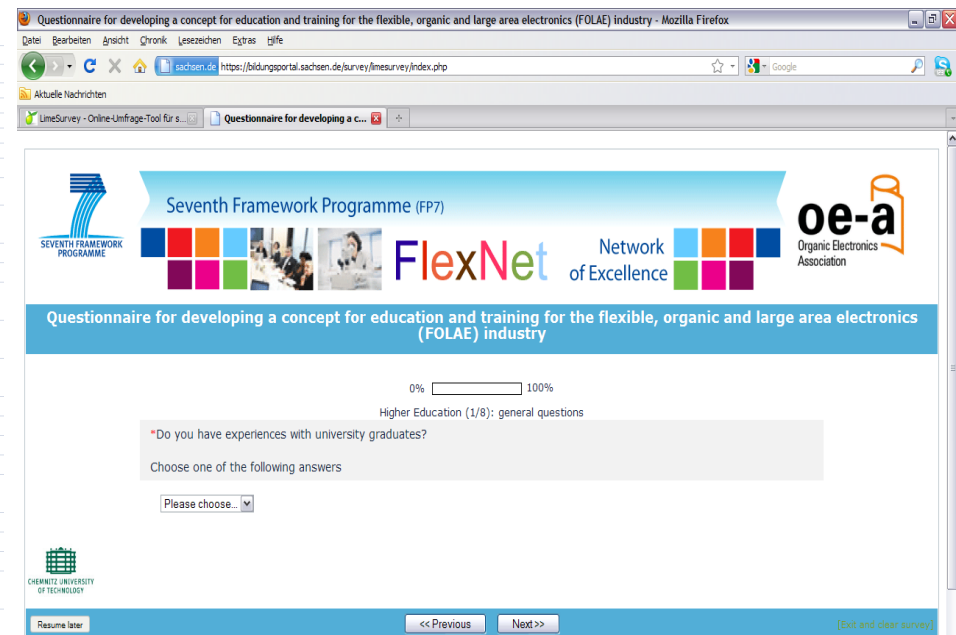 Questionnaire for developing a concept for education and training for the flexible, organic and large area electronics (FOLAE) industry - Mozilla Firefox
Datei Bearbeiten Ansicht Chronik Lesezeichen Extras Hilfe
sachsen.de https://bildungsportal.sachsen.de/survey/limesurvey/index.php
Google
Aktuelle Nachrichten
LimeSurvey - Online-Umfrage-Tool für s...
Questionnaire for developing a c...
7
SEVENTH FRAMEWORK
PROGRAMME
Seventh Framework Programme (FP7)
FlexNet
Network
of Excellence
oe-a
Organic Electronics
Association
Questionnaire for developing a concept for education and training for the flexible, organic and large area electronics
(FOLAE) industry
0% 100%
Higher Education (1/8): general questions
*Do you have experiences with university graduates?
Choose one of the following answers
Please choose...
CHEMNITZ UNIVERSITY
OF TECHNOLOGY
Resume later
<< Previous
Next >>
[Exit and clear survey]